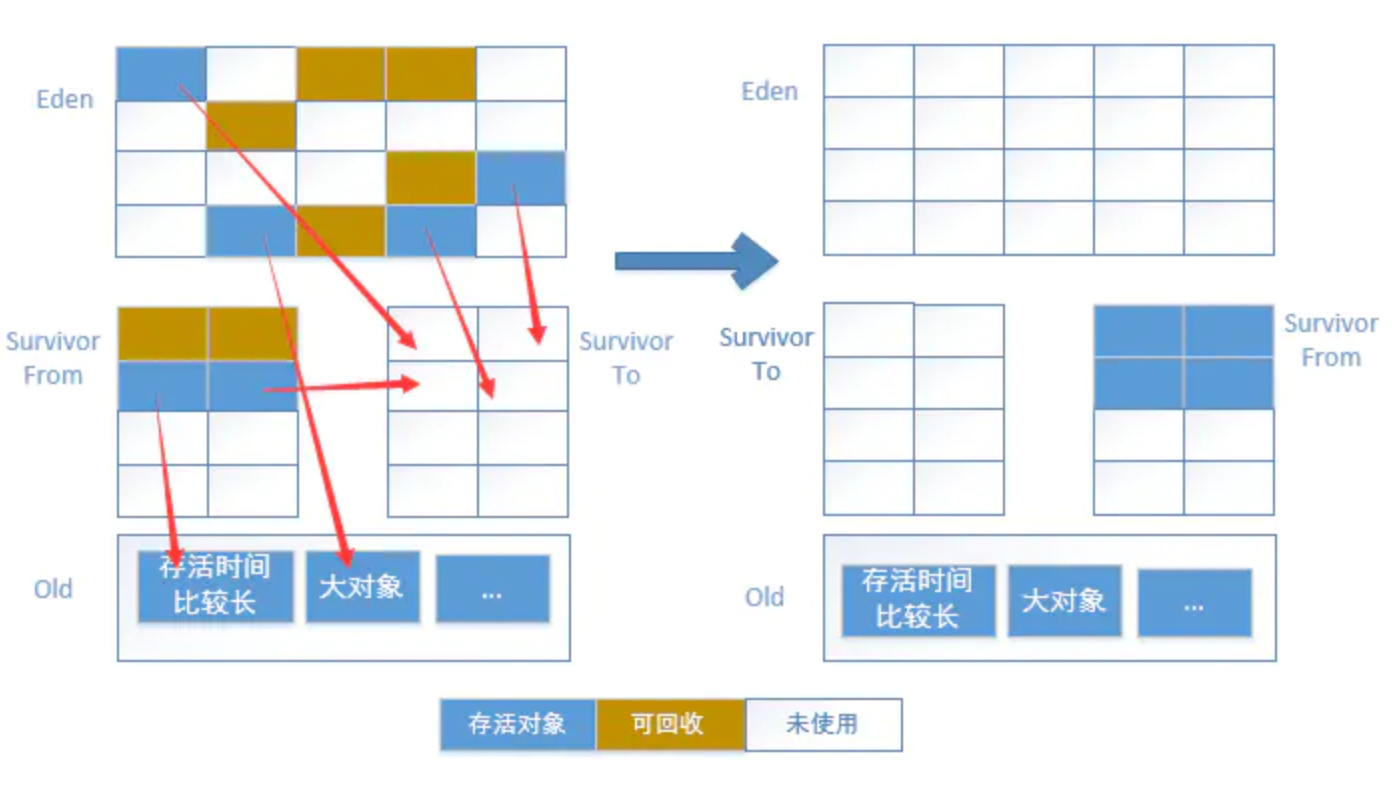 Eden
Eden
Survivor
From
Survivor
To
Survivor
To
Survivor
From
Old
存活时间
比较长
大对象
...
Old
存活时间
比较长
大对象
...
存活对象
可回收
未使用